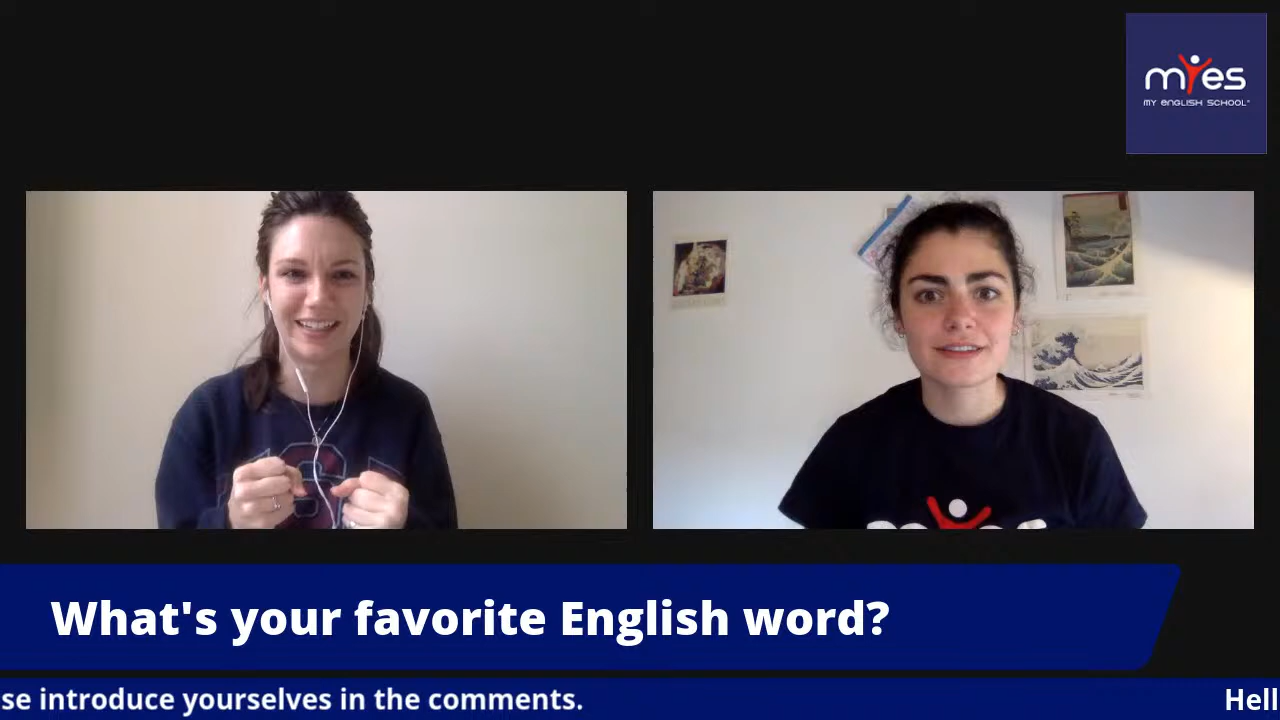 myes
MY ENGLISH SCHOOL
What's your favorite English word?
se introduce yourselves in the comments.
Hell